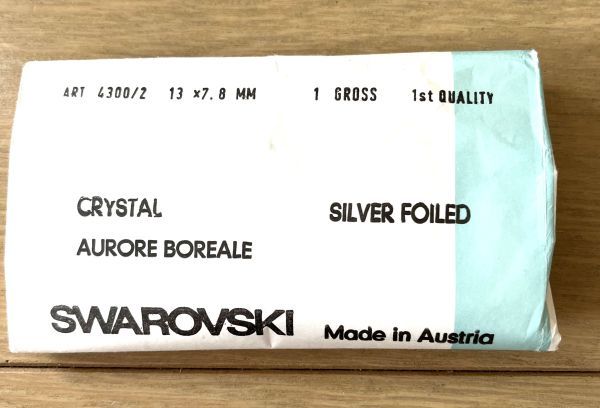 ART 4300/2 13 ×7.8 MM 1 GROSS 1st QUALITY
CRYSTAL SILVER FOILED
AURORE BOREALE
SWAROVSKI Made in Austria